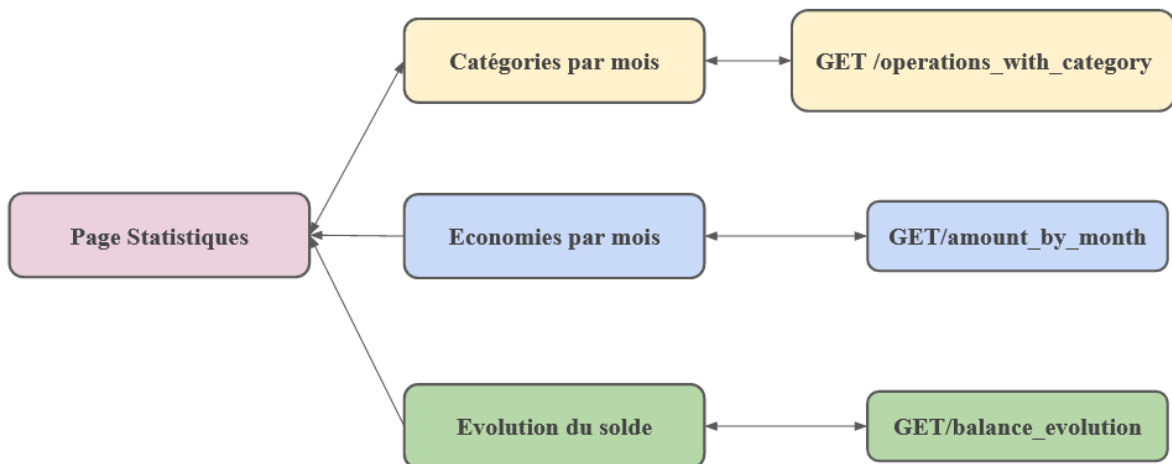 Catégories par mois
GET /operations_with_category
Page Statistiques
Economies par mois
GET/amount_by_month
Evolution du solde
GET/balance_evolution